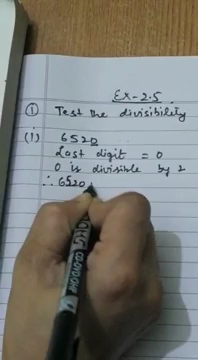 Ex-2.5
① Test the divisibility
(i) 6520
Last digit = 0
0 is divisible by 2
∴ 6520